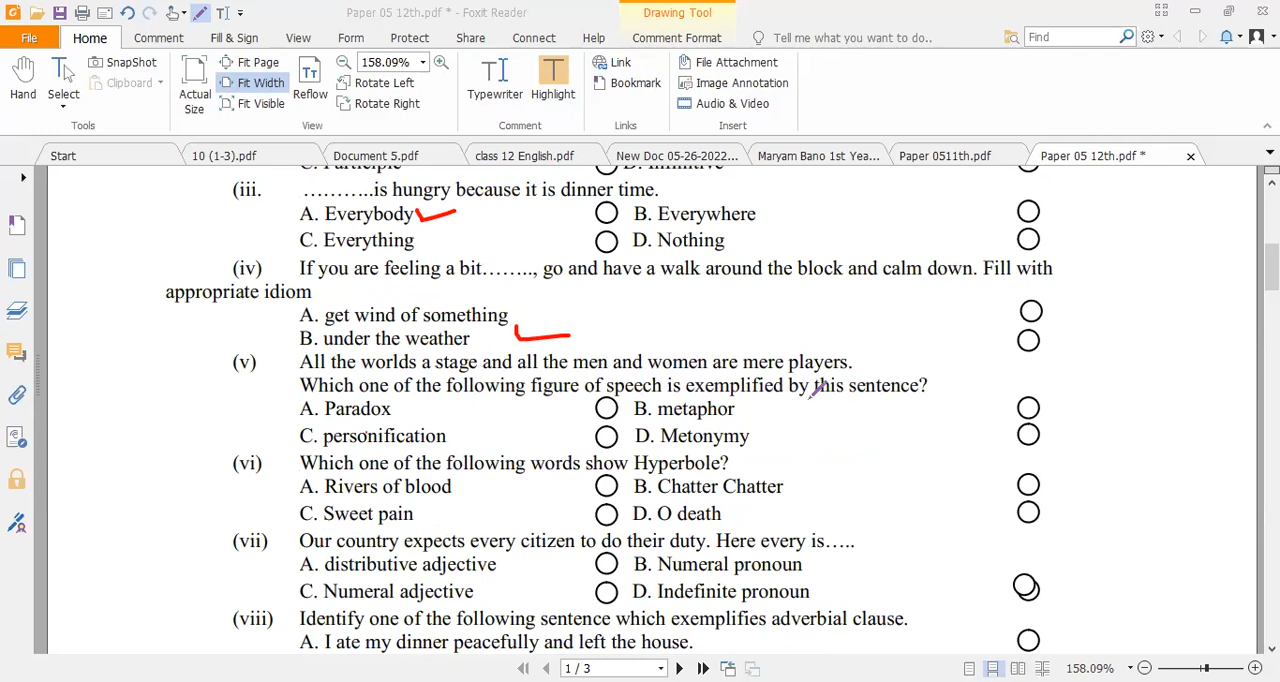 Paper 05 12th.pdf * - Foxit Reader
Drawing Tool
File Home Comment Fill & Sign View Form Protect Share Connect Help Comment Format Tell me what you want to do.. Find
Hand Select SnapShot Clipboard Actual Size Fit Page Fit Width Fit Visible Reflow 158.09% Rotate Left Rotate Right Typewriter Highlight Link Bookmark File Attachment Image Annotation Audio & Video
Tools View Comment Links Insert
Start 10 (1-3).pdf Document 5.pdf class 12 English.pdf New Doc 05-26-2022... Maryam Bano 1st Yea... Paper 0511th.pdf Paper 05 12th.pdf *
C. Participle D. Infinitive
(iii. ………..is hungry because it is dinner time.
A. Everybody B. Everywhere
C. Everything D. Nothing
(iv) If you are feeling a bit…….., go and have a walk around the block and calm down. Fill with
appropriate idiom
A. get wind of something
B. under the weather
(v) All the worlds a stage and all the men and women are mere players.
Which one of the following figure of speech is exemplified by this sentence?
A. Paradox B. metaphor
C. personification D. Metonymy
(vi) Which one of the following words show Hyperbole?
A. Rivers of blood B. Chatter Chatter
C. Sweet pain D. O death
(vii) Our country expects every citizen to do their duty. Here every is…..
A. distributive adjective B. Numeral pronoun
C. Numeral adjective D. Indefinite pronoun
(viii) Identify one of the following sentence which exemplifies adverbial clause.
A. I ate my dinner peacefully and left the house.
1 / 3 158.09%